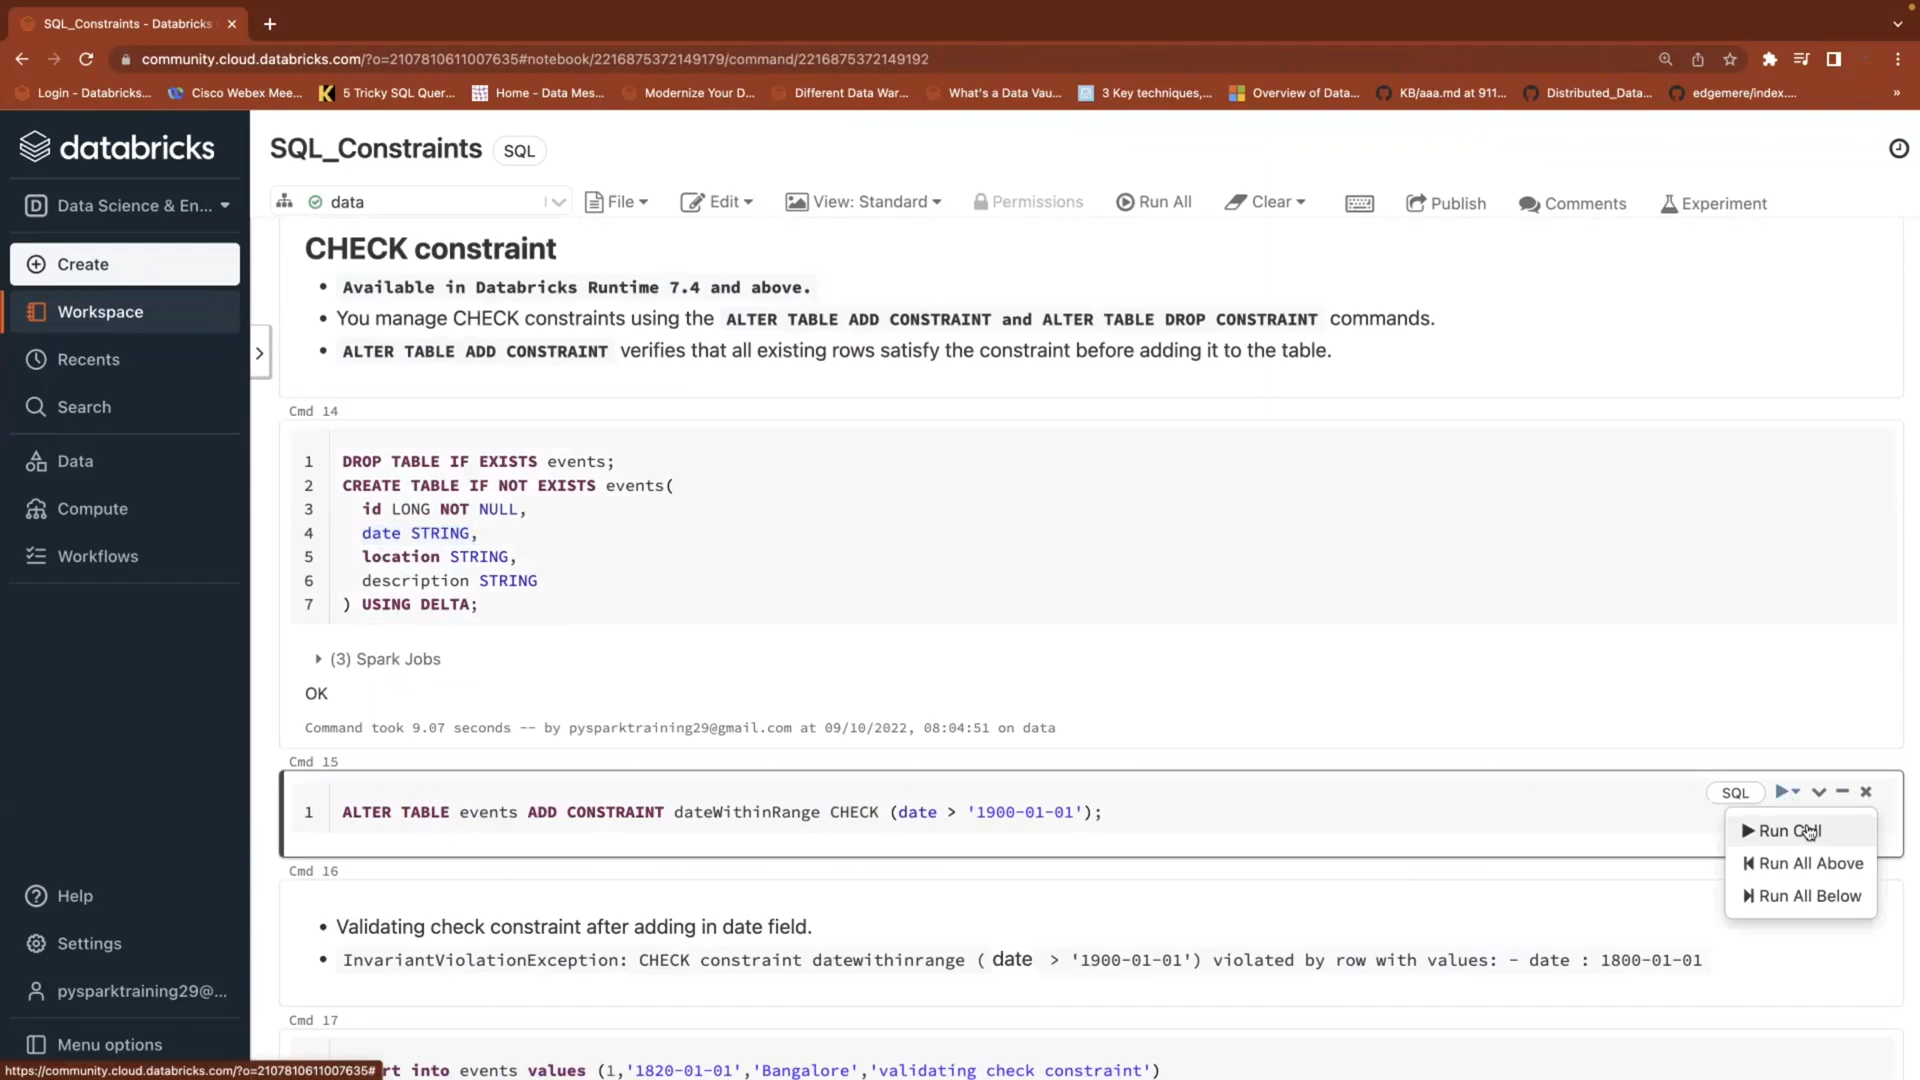 SQL_Constraints - Databricks
community.cloud.databricks.com/?o=2107810611007635#notebook/2216875372149179/command/2216875372149192
Login - Databricks...
Cisco Webex Mee...
5 Tricky SQL Quer...
Home - Data Mes...
Modernize Your D...
Different Data War...
What's a Data Vau...
3 Key techniques,...
Overview of Data...
KB/aaa.md at 911...
Distributed_Data...
edgemere/index....
databricks
SQL_Constraints
SQL
Data Science & En...
data
File
Edit
View: Standard
Permissions
Run All
Clear
Publish
Comments
Experiment
Create
Workspace
Recents
Search
Data
Compute
Workflows
Help
Settings
pysparktraining29@...
Menu options
CHECK constraint
• Available in Databricks Runtime 7.4 and above.
• You manage CHECK constraints using the ALTER TABLE ADD CONSTRAINT and ALTER TABLE DROP CONSTRAINT commands.
• ALTER TABLE ADD CONSTRAINT verifies that all existing rows satisfy the constraint before adding it to the table.
Cmd 14
1 DROP TABLE IF EXISTS events;
2 CREATE TABLE IF NOT EXISTS events(
3 id LONG NOT NULL,
4 date STRING,
5 location STRING,
6 description STRING
7 ) USING DELTA;
(3) Spark Jobs
OK
Command took 9.07 seconds -- by pysparktraining29@gmail.com at 09/10/2022, 08:04:51 on data
Cmd 15
SQL
1 ALTER TABLE events ADD CONSTRAINT dateWithinRange CHECK (date > '1900-01-01');
Run Cell
Run All Above
Run All Below
Cmd 16
• Validating check constraint after adding in date field.
• InvariantViolationException: CHECK constraint datewithinrange ( date > '1900-01-01') violated by row with values: - date : 1800-01-01
Cmd 17
rt into events values (1,'1820-01-01','Bangalore','validating check constraint')
https://community.cloud.databricks.com/?o=2107810611007635#